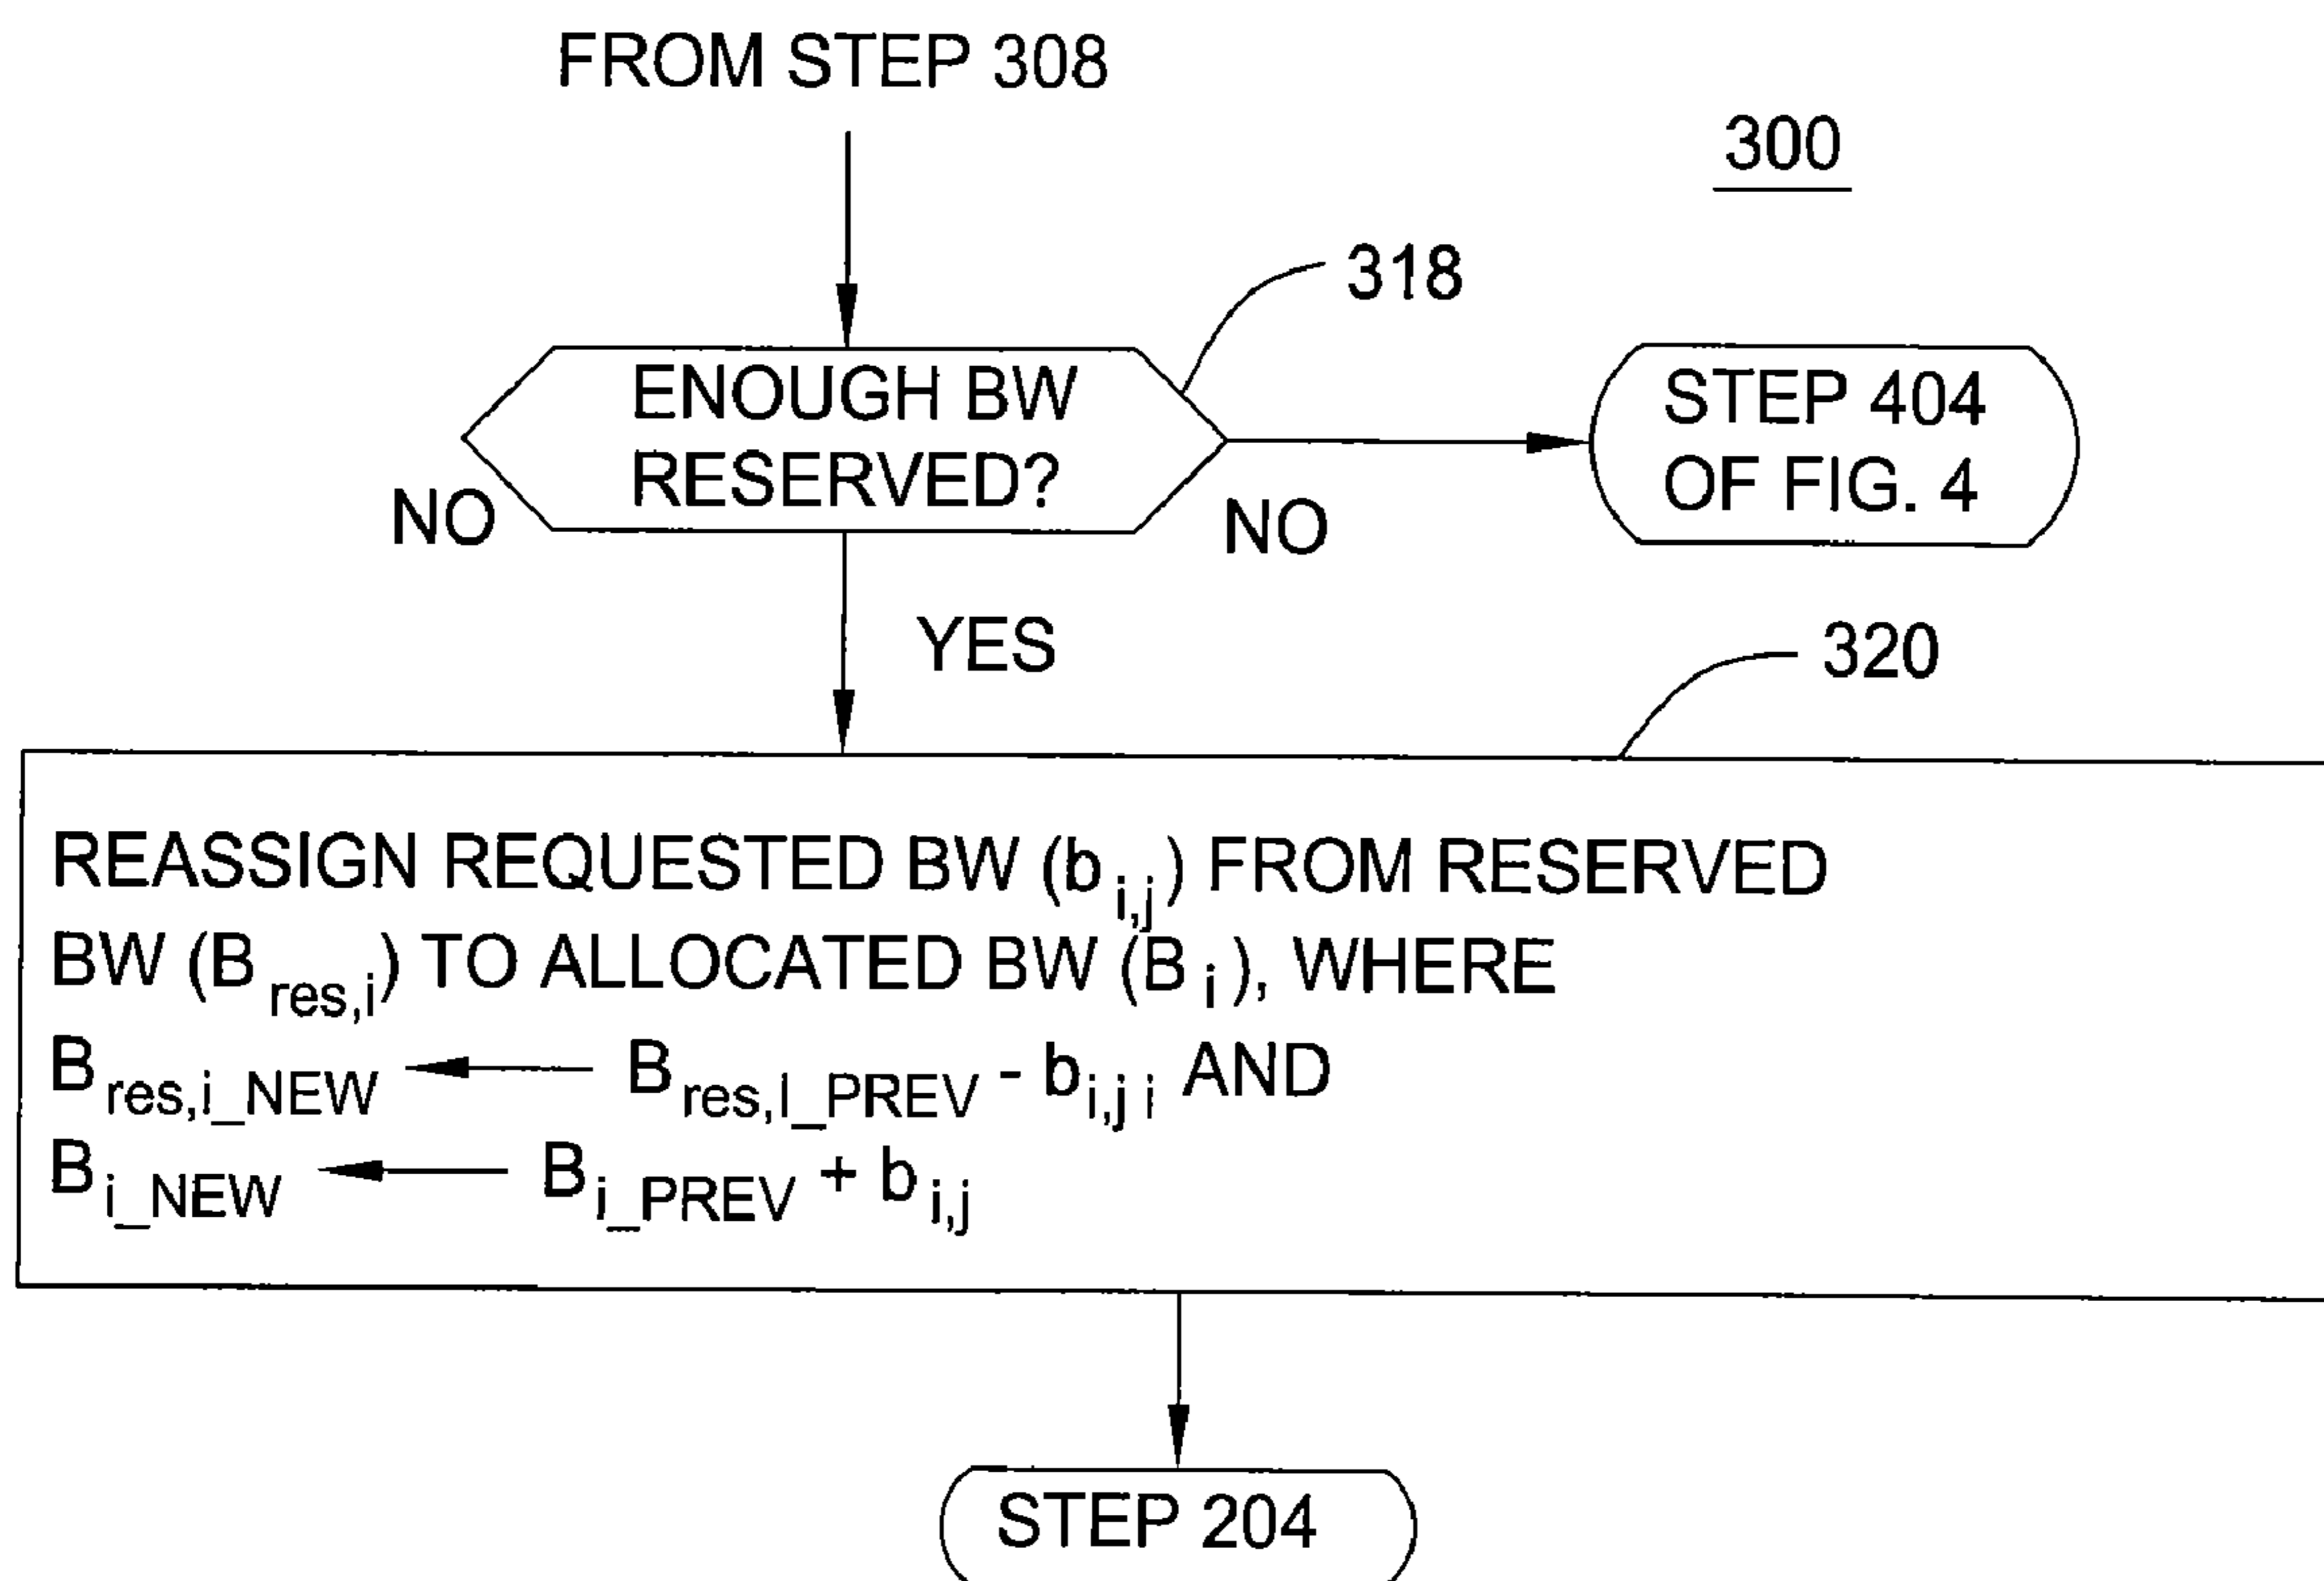 FROM STEP 308
300
318
ENOUGH BW
RESERVED?
STEP 404
OF FIG. 4
NO
NO
YES
320
REASSIGN REQUESTED BW (b i,j) FROM RESERVED
BW (B res,i) TO ALLOCATED BW (B i), WHERE
B res,i_NEW ← B res,I_PREV - b i,j i AND
B i_NEW ← B i_PREV + b i,j
STEP 204